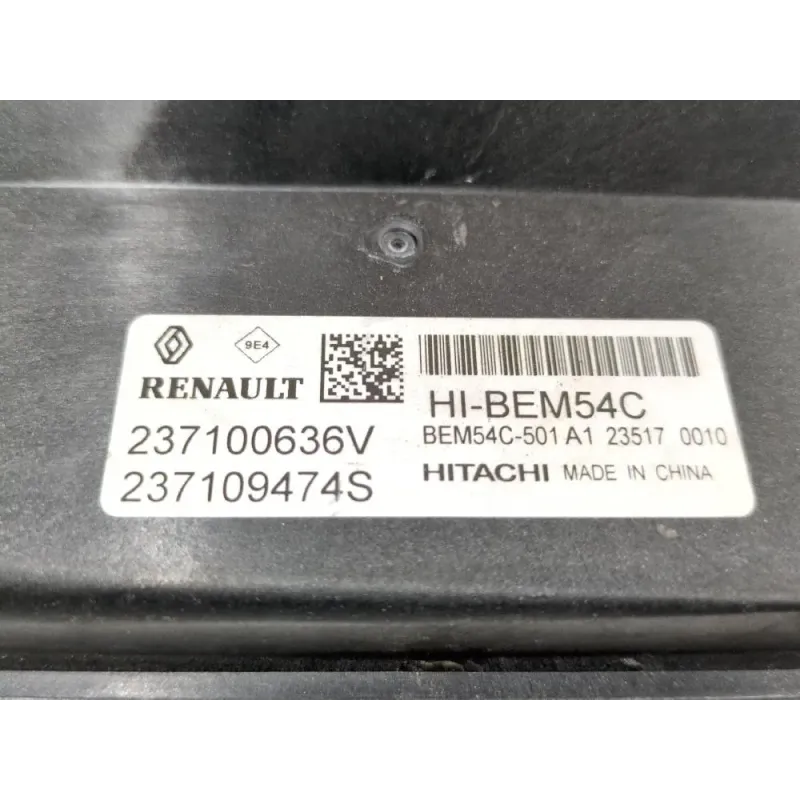 9E4
RENAULT
237100636V
237109474S
HI-BEM54C
BEM54C-501 A1 23517 0010
HITACHI MADE IN CHINA